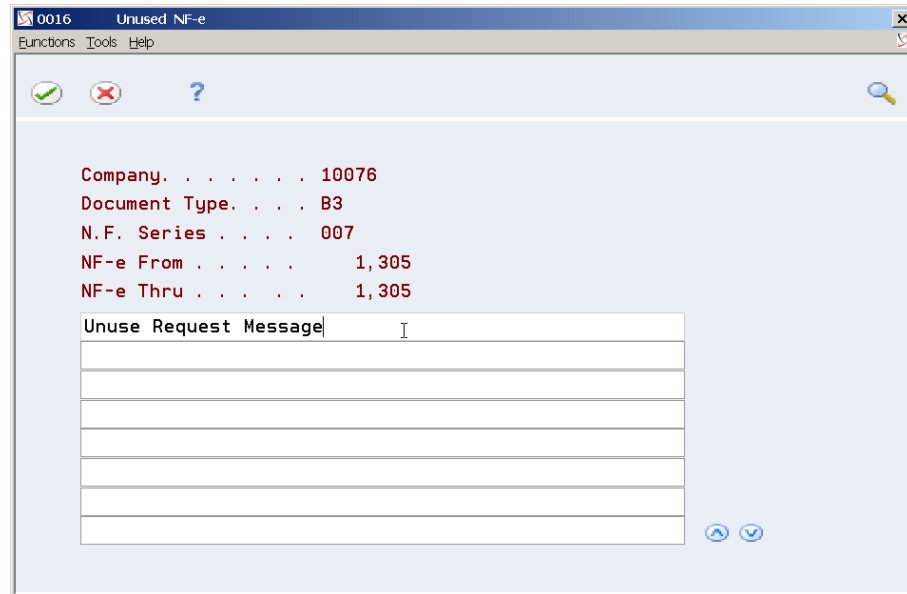 0016 Unused NF-e
Functions Tools Help
?
Company. . . . . . . 10076
Document Type. . . . B3
N.F. Series . . . . 007
NF-e From . . . . . 1,305
NF-e Thru . . . . . 1,305
Unuse Request Message